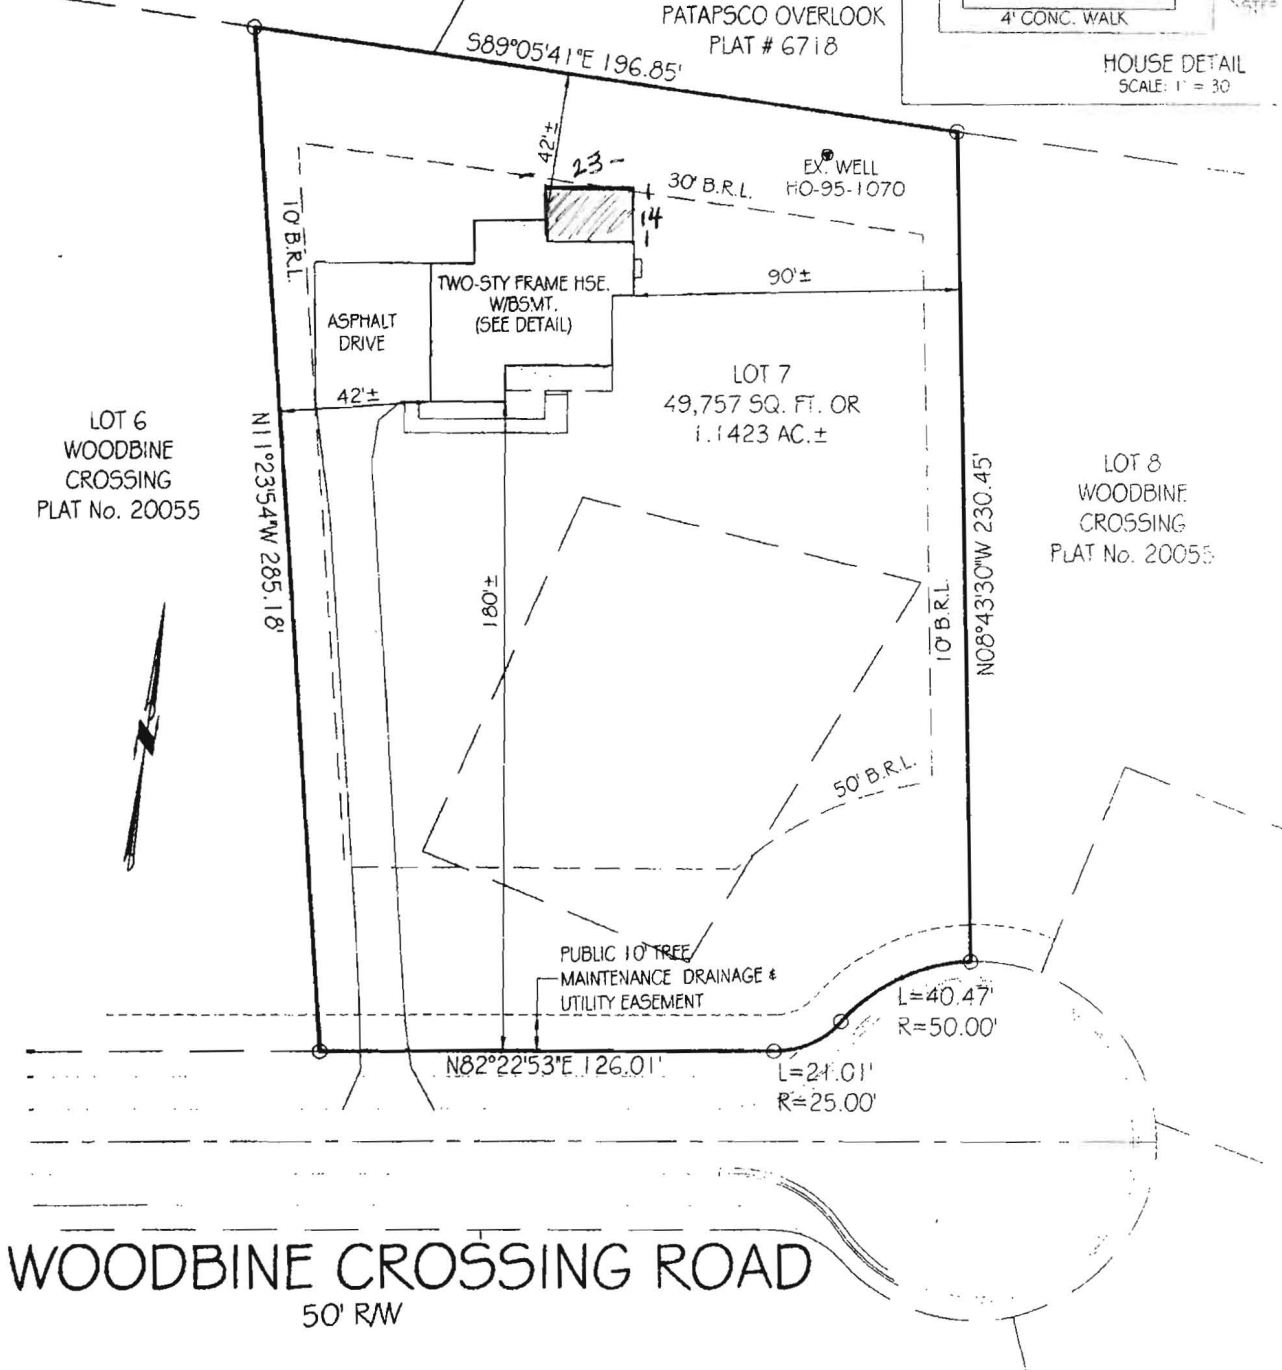 PATAPSCO OVERLOOK
PLAT # 6718
4' CONC. WALK
HOUSE DETAIL
SCALE: 1" = 30
S89°05'41"E 196.85'
42'±
23-
14
30' B.R.L.
EX. WELL
HO-95-1070
10' B.R.L.
TWO-STY FRAME HSE.
W/BSMT.
(SEE DETAIL)
90'±
ASPHALT
DRIVE
42'±
LOT 7
49,757 SQ. FT. OR
1.1423 AC.±
LOT 6
WOODBINE
CROSSING
PLAT No. 20055
N11°23'54"W 285.18'
LOT 8
WOODBINE
CROSSING
PLAT No. 20055
N08°43'30"W 230.45'
180'±
10' B.R.L.
50' B.R.L.
N
PUBLIC 10' TREE
MAINTENANCE DRAINAGE &
UTILITY EASEMENT
L=40.47'
R=50.00'
N82°22'53"E 126.01'
L=21.01'
R=25.00'
WOODBINE CROSSING ROAD
50' R/W